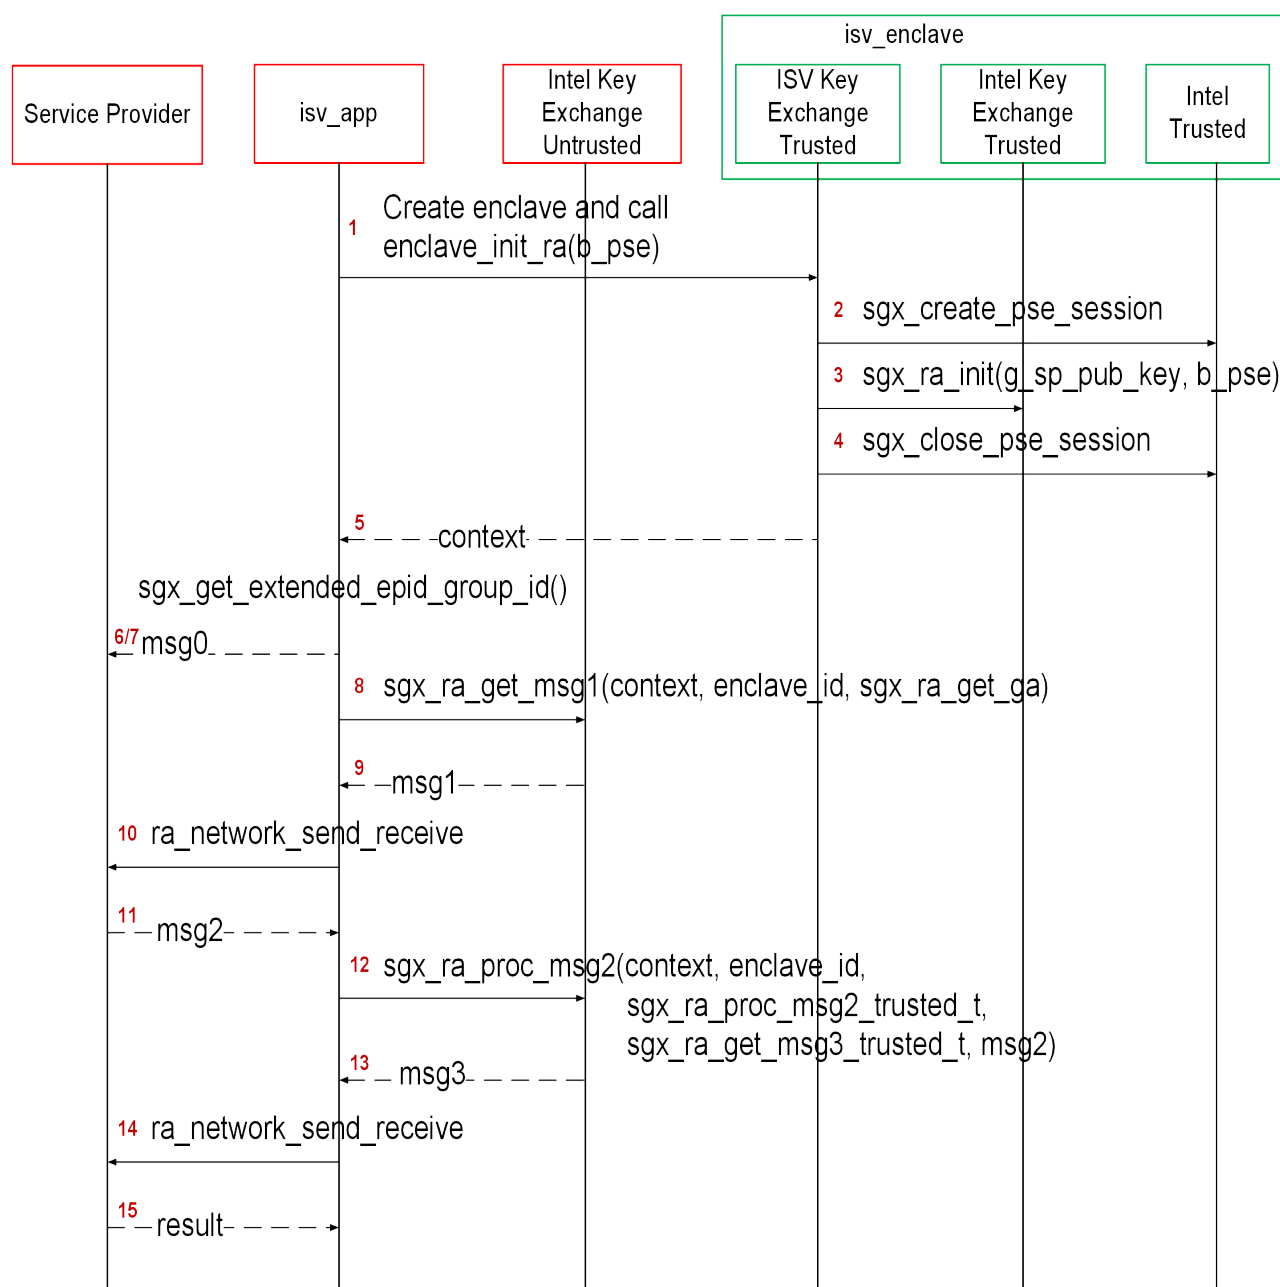 isv_enclave
Service Provider
isv_app
Intel Key
Exchange
Untrusted
ISV Key
Exchange
Trusted
Intel Key
Exchange
Trusted
Intel
Trusted
1 Create enclave and call
enclave_init_ra(b_pse)
2 sgx_create_pse_session
3 sgx_ra_init(g_sp_pub_key, b_pse)
4 sgx_close_pse_session
5 context
sgx_get_extended_epid_group_id()
6/7 msg0
8 sgx_ra_get_msg1(context, enclave_id, sgx_ra_get_ga)
9 msg1
10 ra_network_send_receive
11 msg2
12 sgx_ra_proc_msg2(context, enclave_id,
sgx_ra_proc_msg2_trusted_t,
sgx_ra_get_msg3_trusted_t, msg2)
13 msg3
14 ra_network_send_receive
15 result